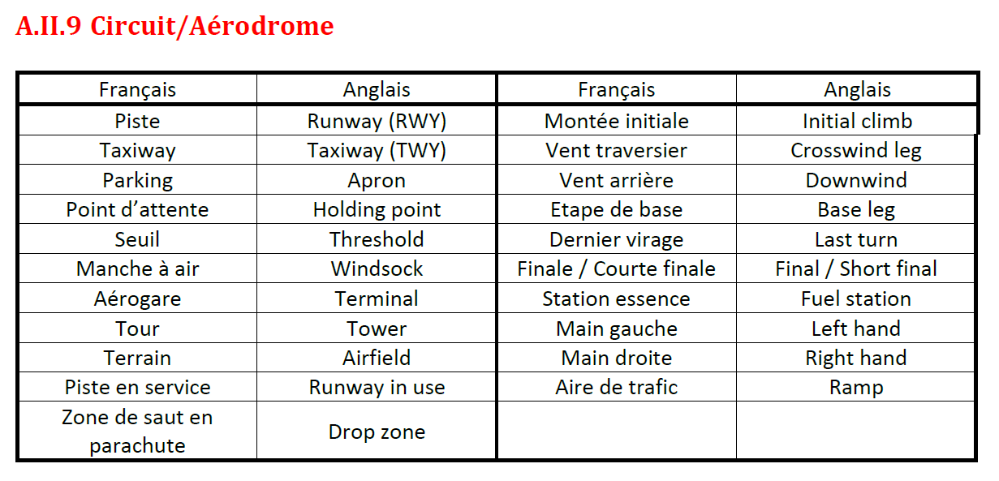 A.II.9 Circuit/Aérodrome
Français Anglais Français Anglais
Piste Runway (RWY) Montée initiale Initial climb
Taxiway Taxiway (TWY) Vent traversier Crosswind leg
Parking Apron Vent arrière Downwind
Point d’attente Holding point Etape de base Base leg
Seuil Threshold Dernier virage Last turn
Manche à air Windsock Finale / Courte finale Final / Short final
Aérogare Terminal Station essence Fuel station
Tour Tower Main gauche Left hand
Terrain Airfield Main droite Right hand
Piste en service Runway in use Aire de trafic Ramp
Zone de saut en
parachute Drop zone